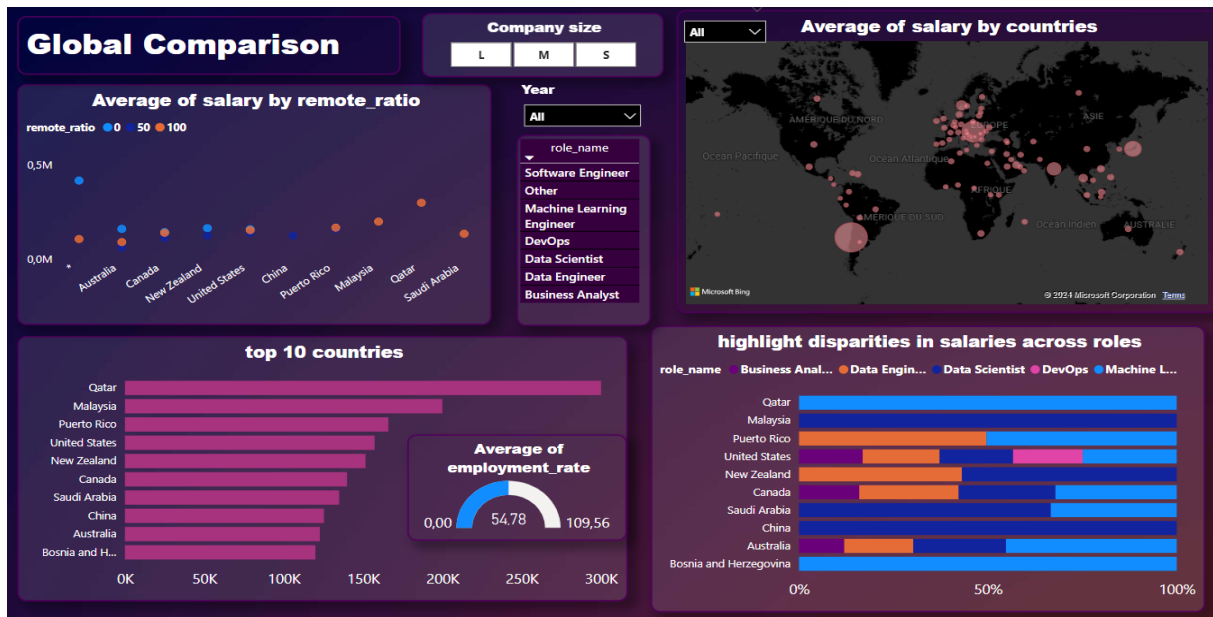 Global Comparison
Company size
L M S
All
Average of salary by countries
Average of salary by remote_ratio
remote_ratio 0 50 100
0,5M
0,0M
*
Australia
Canada
New Zealand
United States
China
Puerto Rico
Malaysia
Qatar
Saudi Arabia
Year
All
role_name
Software Engineer
Other
Machine Learning
Engineer
DevOps
Data Scientist
Data Engineer
Business Analyst
AMÉRIQUE DU NORD
EUROPE
ASIE
Océan Pacifique
Océan Atlantique
AFRIQUE
AMÉRIQUE DU SUD
Océan Indien
AUSTRALIE
Microsoft Bing
© 2024 Microsoft Corporation Terms
top 10 countries
Qatar
Malaysia
Puerto Rico
United States
New Zealand
Canada
Saudi Arabia
China
Australia
Bosnia and H...
0K 50K 100K 150K 200K 250K 300K
Average of
employment_rate
0,00 54.78 109,56
highlight disparities in salaries across roles
role_name Business Anal... Data Engin... Data Scientist DevOps Machine L...
Qatar
Malaysia
Puerto Rico
United States
New Zealand
Canada
Saudi Arabia
China
Australia
Bosnia and Herzegovina
0% 50% 100%